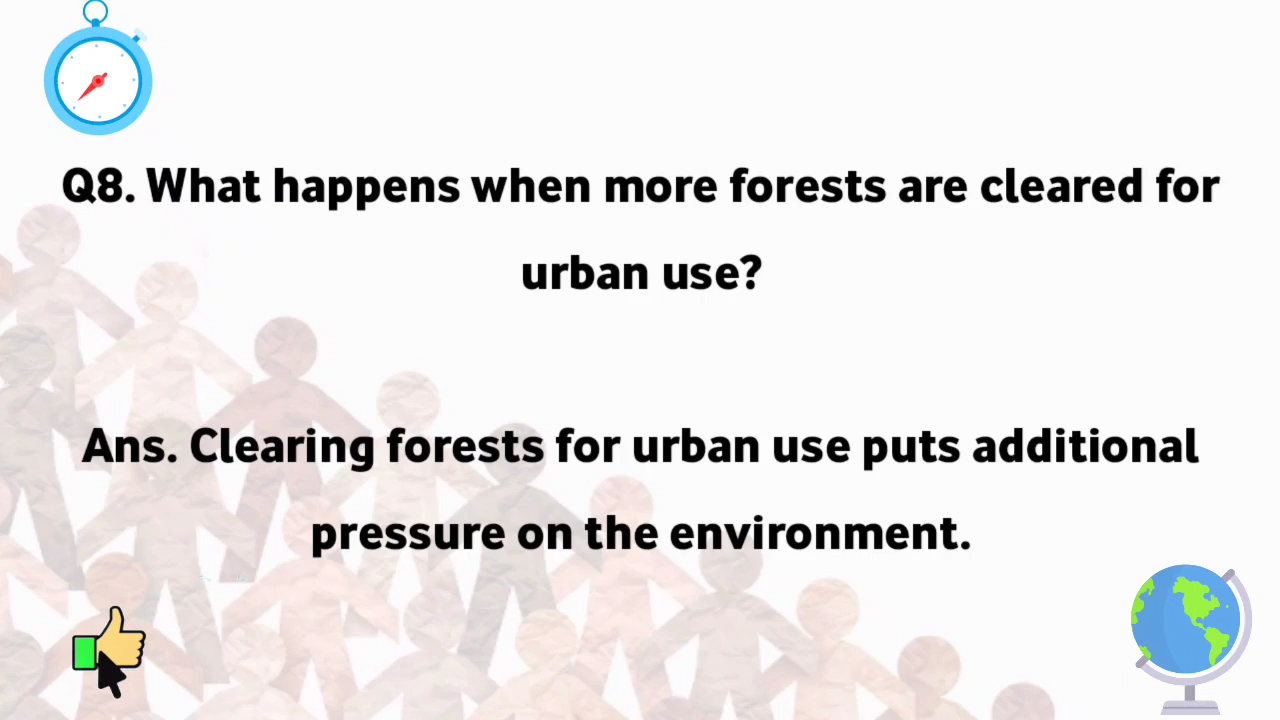 Q8. What happens when more forests are cleared for
urban use?
Ans. Clearing forests for urban use puts additional
pressure on the environment.